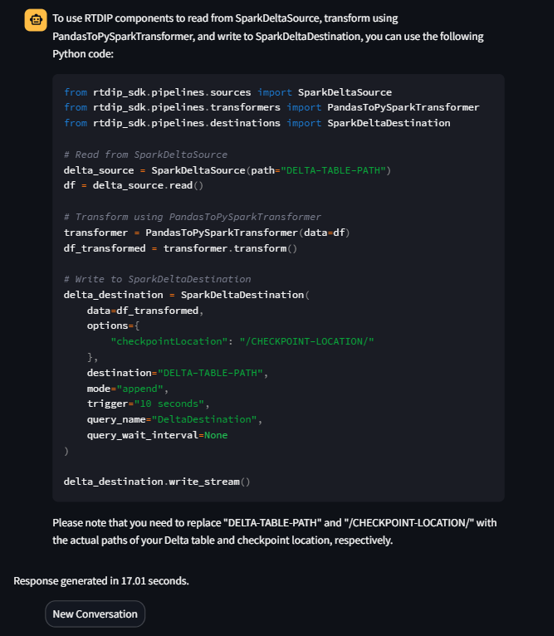 To use RTDIP components to read from SparkDeltaSource, transform using
PandasToPySparkTransformer, and write to SparkDeltaDestination, you can use the following
Python code:
from rtdip_sdk.pipelines.sources import SparkDeltaSource
from rtdip_sdk.pipelines.transformers import PandasToPySparkTransformer
from rtdip_sdk.pipelines.destinations import SparkDeltaDestination
# Read from SparkDeltaSource
delta_source = SparkDeltaSource(path="DELTA-TABLE-PATH")
df = delta_source.read()
# Transform using PandasToPySparkTransformer
transformer = PandasToPySparkTransformer(data=df)
df_transformed = transformer.transform()
# Write to SparkDeltaDestination
delta_destination = SparkDeltaDestination(
    data=df_transformed,
    options={
        "checkpointLocation": "/CHECKPOINT-LOCATION/"
    },
    destination="DELTA-TABLE-PATH",
    mode="append",
    trigger="10 seconds",
    query_name="DeltaDestination",
    query_wait_interval=None
)
delta_destination.write_stream()
Please note that you need to replace "DELTA-TABLE-PATH" and "/CHECKPOINT-LOCATION/" with
the actual paths of your Delta table and checkpoint location, respectively.
Response generated in 17.01 seconds.
New Conversation